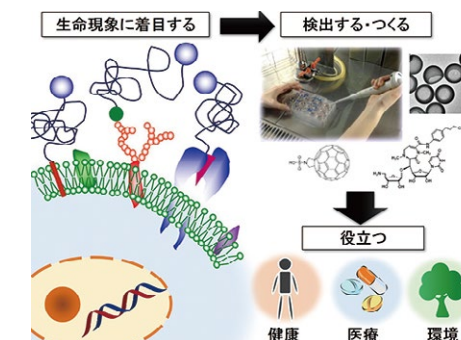 生命現象に着目する
検出する・つくる
役立つ
健康
医療
環境